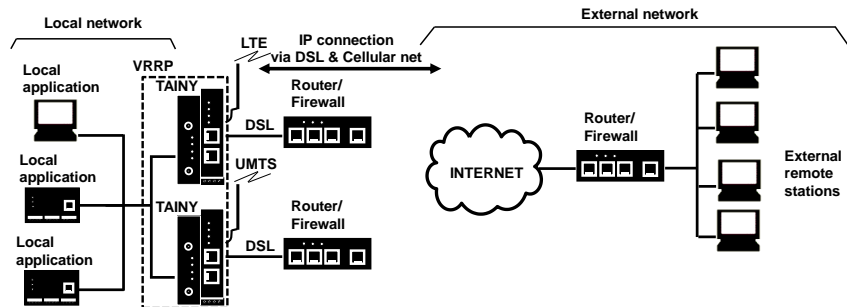 Local network
External network
LTE
IP connection
via DSL & Cellular net
VRRP
Local
application
TAINY
Router/
Firewall
DSL
Router/
Firewall
Local
application
UMTS
INTERNET
External
remote
stations
TAINY
Router/
Firewall
Local
application
DSL